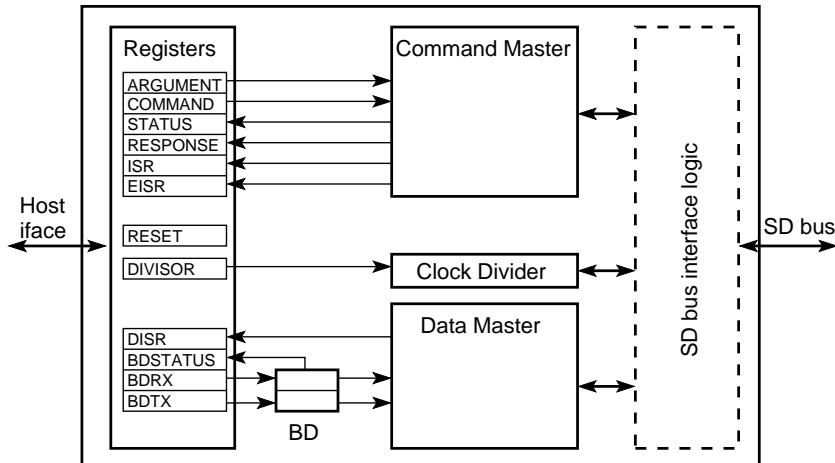 Registers
Command Master
ARGUMENT
COMMAND
STATUS
RESPONSE
ISR
EISR
Host
iface
RESET
DIVISOR
Clock Divider
Data Master
DISR
BDSTATUS
BDRX
BDTX
BD
SD bus interface logic
SD bus